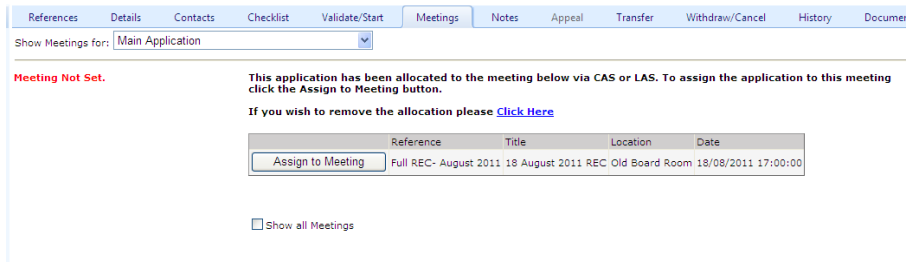 References Details Contacts Checklist Validate/Start Meetings Notes Appeal Transfer Withdraw/Cancel History
Show Meetings for: Main Application
Meeting Not Set.
This application has been allocated to the meeting below via CAS or LAS. To assign the application to this meeting
click the Assign to Meeting button.
If you wish to remove the allocation please Click Here
Reference Title Location Date
Assign to Meeting Full REC- August 2011 18 August 2011 REC Old Board Room 18/08/2011 17:00:00
Show all Meetings